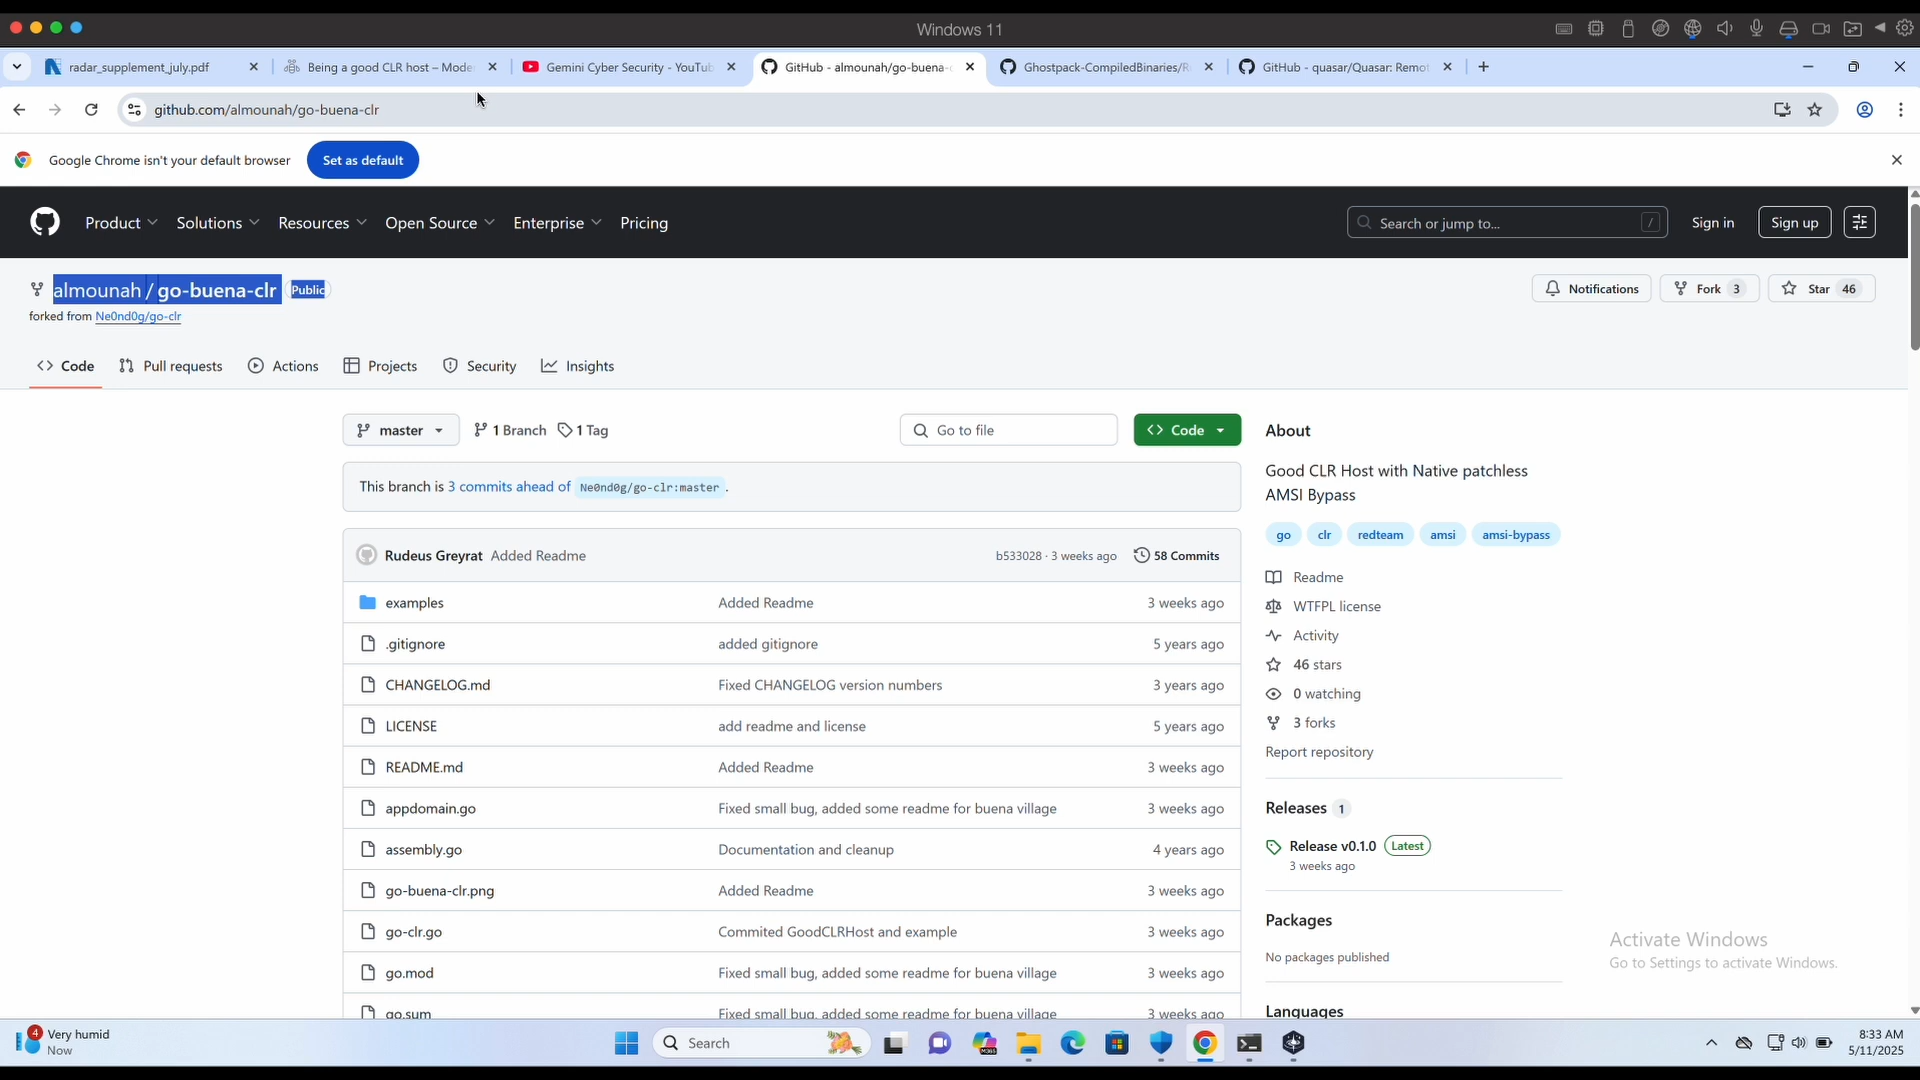 Windows 11
radar_supplement_july.pdf
Being a good CLR host – Mode
Gemini Cyber Security - YouTub
GitHub - almounah/go-buena-c
Ghostpack-CompiledBinaries/R
GitHub - quasar/Quasar: Remot
github.com/almounah/go-buena-clr
Google Chrome isn't your default browser
Set as default
Product
Solutions
Resources
Open Source
Enterprise
Pricing
Search or jump to...
/
Sign in
Sign up
almounah / go-buena-clr Public
Notifications
Fork 3
Star 46
forked from Ne0nd0g/go-clr
Code
Pull requests
Actions
Projects
Security
Insights
master
1 Branch
1 Tag
Go to file
Code
This branch is 3 commits ahead of Ne0nd0g/go-clr:master .
Rudeus Greyrat Added Readme b533028 · 3 weeks ago 58 Commits
examples Added Readme 3 weeks ago
.gitignore added gitignore 5 years ago
CHANGELOG.md Fixed CHANGELOG version numbers 3 years ago
LICENSE add readme and license 5 years ago
README.md Added Readme 3 weeks ago
appdomain.go Fixed small bug, added some readme for buena village 3 weeks ago
assembly.go Documentation and cleanup 4 years ago
go-buena-clr.png Added Readme 3 weeks ago
go-clr.go Commited GoodCLRHost and example 3 weeks ago
go.mod Fixed small bug, added some readme for buena village 3 weeks ago
go.sum Fixed small bug, added some readme for buena village 3 weeks ago
About
Good CLR Host with Native patchless
AMSI Bypass
go clr redteam amsi amsi-bypass
Readme
WTFPL license
Activity
46 stars
0 watching
3 forks
Report repository
Releases 1
Release v0.1.0 Latest
3 weeks ago
Packages
No packages published
Languages
Activate Windows
Go to Settings to activate Windows.
4
Very humid
Now
Search
M365
8:33 AM
5/11/2025